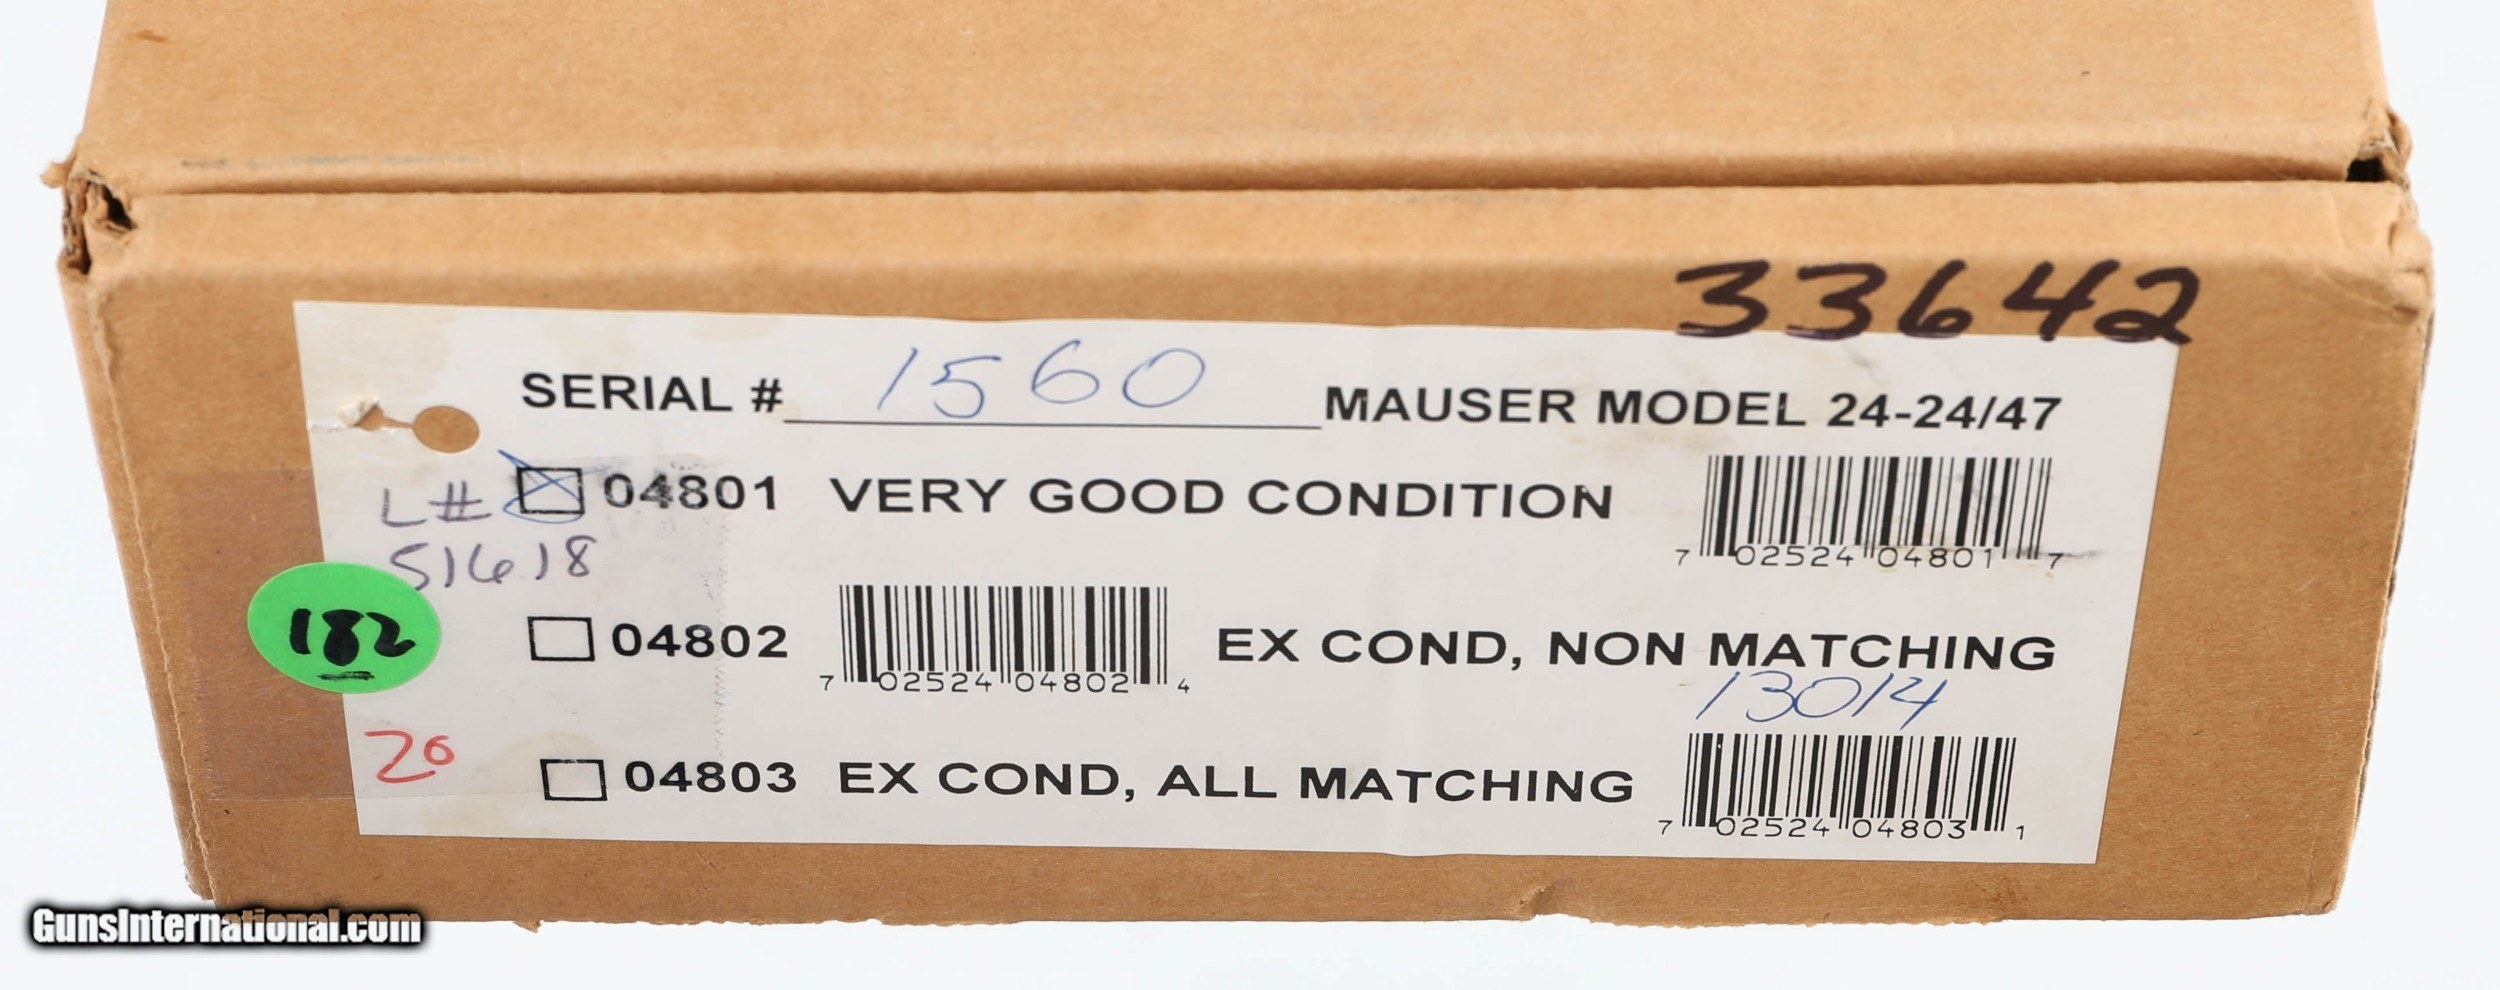 33642
SERIAL # 1560 MAUSER MODEL 24-24/47
L# 04801 VERY GOOD CONDITION
7 02524 04801 7
51618
182
04802 EX COND, NON MATCHING
7 02524 04802 4
13014
20
04803 EX COND, ALL MATCHING
7 02524 04803 1
GunsInternational.com